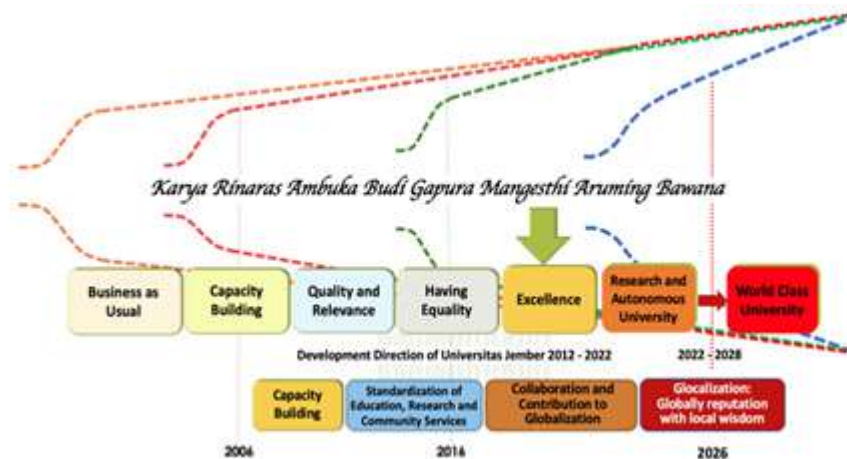 Karya Rinaras Ambuka Budi Gapura Mangesthi Aruming Bawana
Business as
Usual
Capacity
Building
Quality and
Relevance
Having
Equality
Excellence
Research and
Autonomous
University
World Class
University
Development Direction of Universitas Jember 2012 - 2022
2022 - 2028
Capacity
Building
Standardization of
Education, Research and
Community Services
Collaboration and
Contribution to
Globalization
Glocalization:
Globally reputation
with local wisdom
2006
2016
2026